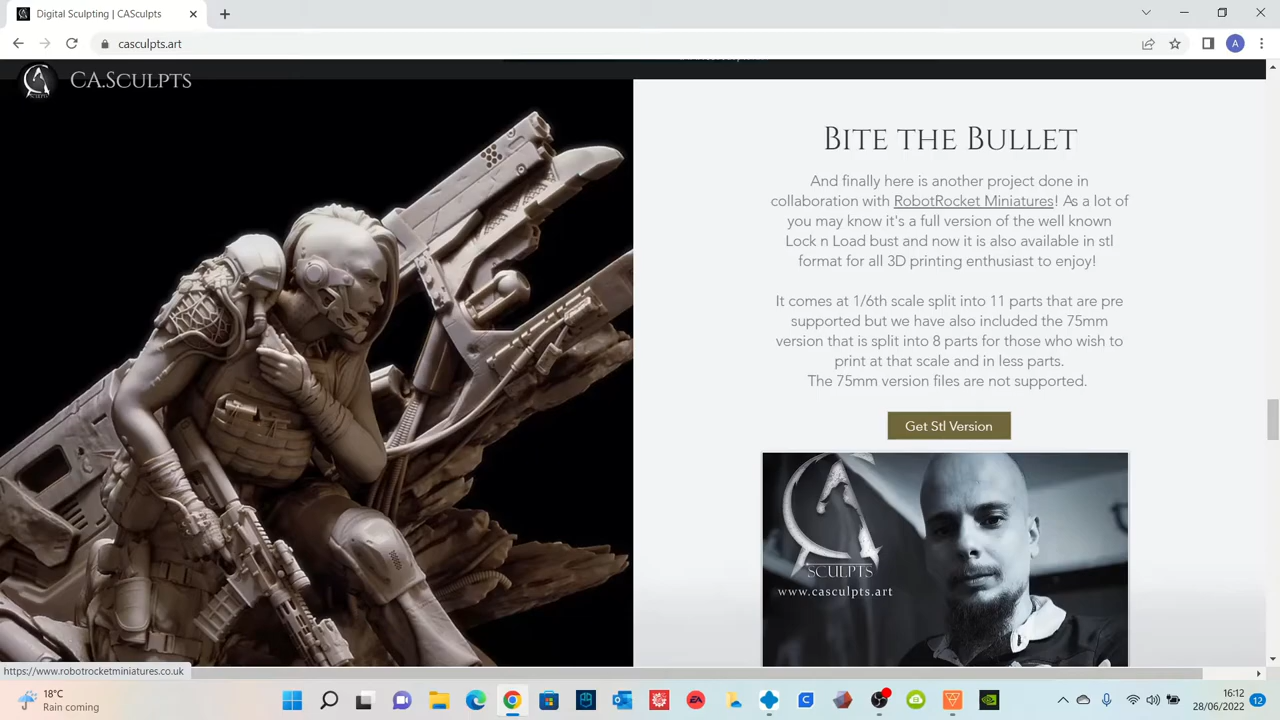 Digital Sculpting | CASculpts
casculpts.art
A
SCULPTS
CA.SCULPTS
BITE THE BULLET
And finally here is another project done in
collaboration with RobotRocket Miniatures! As a lot of
you may know it's a full version of the well known
Lock n Load bust and now it is also available in stl
format for all 3D printing enthusiast to enjoy!
It comes at 1/6th scale split into 11 parts that are pre
supported but we have also included the 75mm
version that is split into 8 parts for those who wish to
print at that scale and in less parts.
The 75mm version files are not supported.
Get Stl Version
SCULPTS
www.casculpts.art
https://www.robotrocketminiatures.co.uk
18°C
Rain coming
EA
16:12
28/06/2022
12